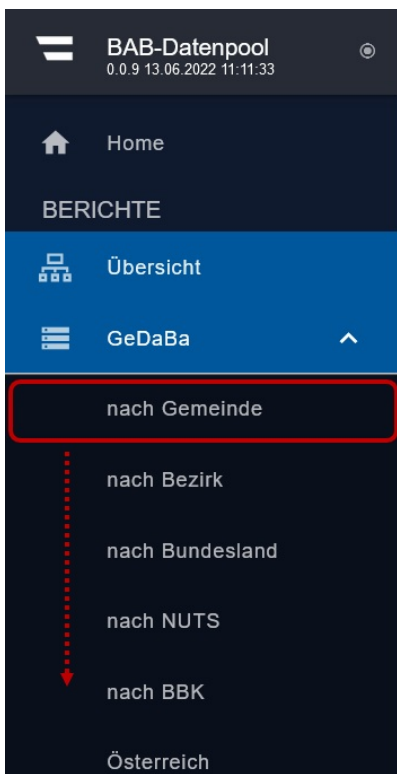 BAB-Datenpool
0.0.9 13.06.2022 11:11:33
Home
BERICHTE
Übersicht
GeDaBa
nach Gemeinde
nach Bezirk
nach Bundesland
nach NUTS
nach BBK
Österreich